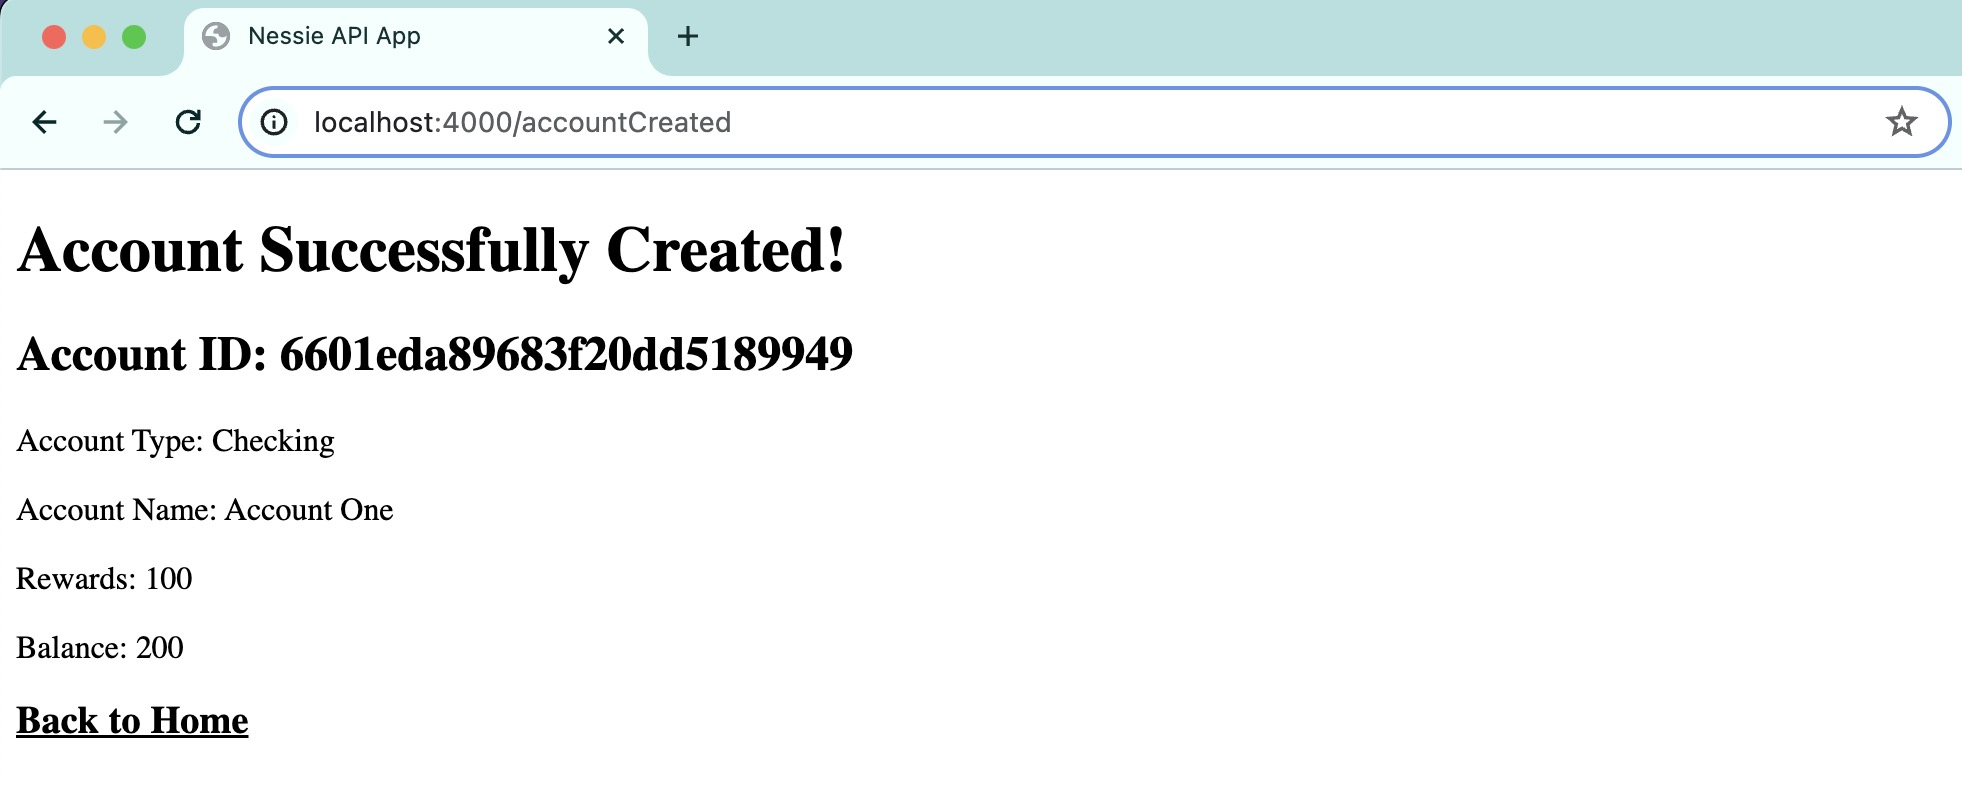 Nessie API App
localhost:4000/accountCreated
Account Successfully Created!
Account ID: 6601eda89683f20dd5189949
Account Type: Checking
Account Name: Account One
Rewards: 100
Balance: 200
Back to Home